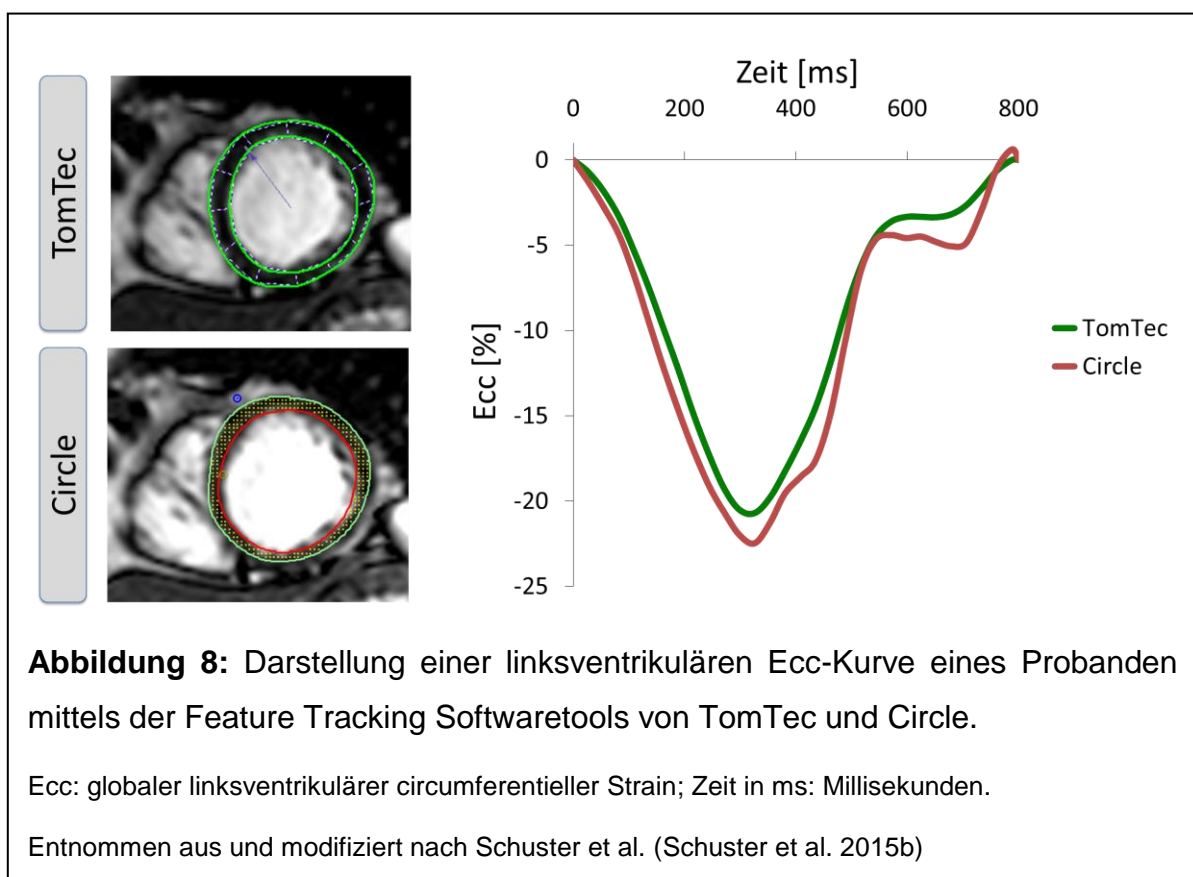 TomTec
Circle
Zeit [ms]
0 200 400 600 800
0
-5
-10
-15
-20
-25
Ecc [%]
TomTec
Circle
Abbildung 8: Darstellung einer linksventrikulären Ecc-Kurve eines Probanden
mittels der Feature Tracking Softwaretools von TomTec und Circle.
Ecc: globaler linksventrikulärer circumferentieller Strain; Zeit in ms: Millisekunden.
Entnommen aus und modifiziert nach Schuster et al. (Schuster et al. 2015b)